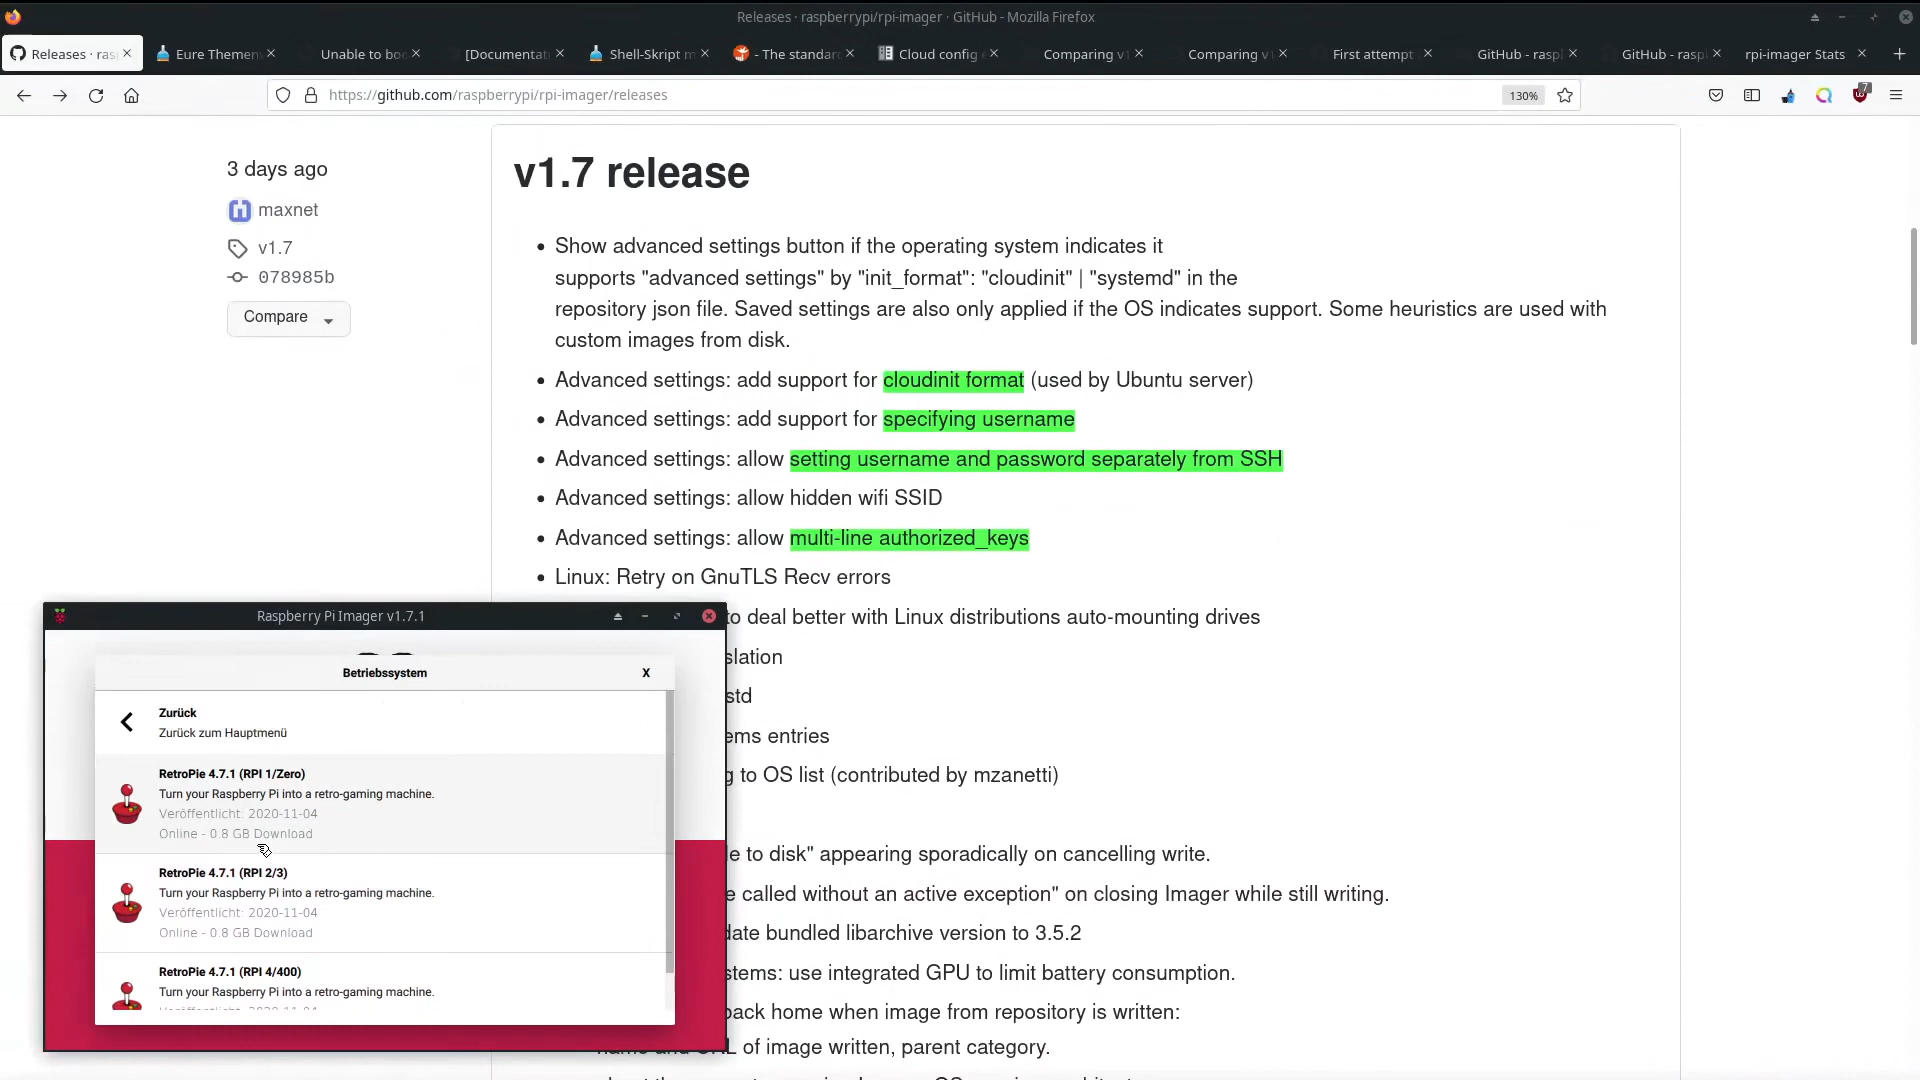 Releases · raspberrypi/rpi-imager · GitHub - Mozilla Firefox
Releases · ras
Eure Themen
Unable to boo
[Documentat
Shell-Skript m
- The standar
Cloud config
Comparing v1
Comparing v
First attempt
GitHub - raspl
GitHub - rasp
rpi-imager Stats
https://github.com/raspberrypi/rpi-imager/releases
130%
7
3 days ago
maxnet
v1.7
078985b
Compare
v1.7 release
• Show advanced settings button if the operating system indicates it
supports "advanced settings" by "init_format": "cloudinit" | "systemd" in the
repository json file. Saved settings are also only applied if the OS indicates support. Some heuristics are used with
custom images from disk.
• Advanced settings: add support for cloudinit format (used by Ubuntu server)
• Advanced settings: add support for specifying username
• Advanced settings: allow setting username and password separately from SSH
• Advanced settings: allow hidden wifi SSID
• Advanced settings: allow multi-line authorized_keys
• Linux: Retry on GnuTLS Recv errors
to deal better with Linux distributions auto-mounting drives
slation
std
ems entries
g to OS list (contributed by mzanetti)
e to disk" appearing sporadically on cancelling write.
e called without an active exception" on closing Imager while still writing.
date bundled libarchive version to 3.5.2
stems: use integrated GPU to limit battery consumption.
back home when image from repository is written:
name and URL of image written, parent category.
Raspberry Pi Imager v1.7.1
Betriebssystem
X
Zurück
Zurück zum Hauptmenü
RetroPie 4.7.1 (RPI 1/Zero)
Turn your Raspberry Pi into a retro-gaming machine.
Veröffentlicht: 2020-11-04
Online - 0.8 GB Download
RetroPie 4.7.1 (RPI 2/3)
Turn your Raspberry Pi into a retro-gaming machine.
Veröffentlicht: 2020-11-04
Online - 0.8 GB Download
RetroPie 4.7.1 (RPI 4/400)
Turn your Raspberry Pi into a retro-gaming machine.
Veröffentlicht: 2020-11-04